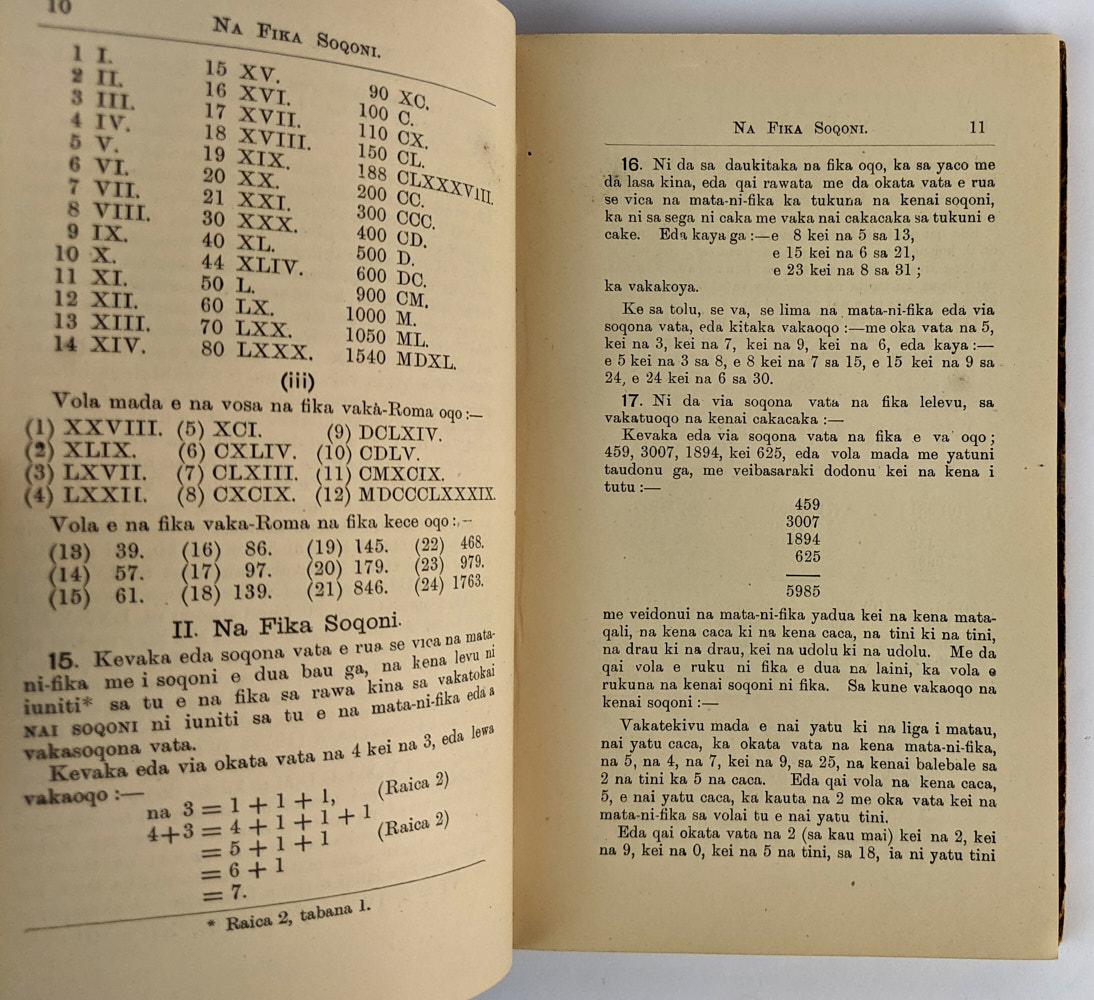 10
NA FIKA SOQONI.
1 I.
2 II.
3 III.
4 IV.
5 V.
6 VI.
7 VII.
8 VIII.
9 IX.
10 X.
11 XI.
12 XII.
13 XIII.
14 XIV.
15 XV.
16 XVI.
17 XVII.
18 XVIII.
19 XIX.
20 XX.
21 XXI.
30 XXX.
40 XL.
44 XLIV.
50 L.
60 LX.
70 LXX.
80 LXXX.
90 XC.
100 C.
110 CX.
150 CL.
188 CLXXXVIII.
200 CC.
300 CCC.
400 CD.
500 D.
600 DC.
900 CM.
1000 M.
1050 ML.
1540 MDXL.
(iii)
Vola mada e na vosa na fika vaka-Roma oqo:—
(1) XXVIII. (5) XCI. (9) DCLXIV.
(2) XLIX. (6) CXLIV. (10) CDLV.
(3) LXVII. (7) CLXIII. (11) CMXCIX.
(4) LXXII. (8) CXCIX. (12) MDCCCLXXXIX.
Vola e na fika vaka-Roma na fika kece oqo:—
(13) 39. (16) 86. (19) 145. (22) 468.
(14) 57. (17) 97. (20) 179. (23) 979.
(15) 61. (18) 139. (21) 846. (24) 1763.
II. Na Fika Soqoni.
15. Kevaka eda soqona vata e rua se vica na mata-
ni-fika me i soqoni e dua bau ga, na kena levu ni
iuniti* sa tu e na fika sa rawa kina sa vakatokai
NAI SOQONI ni iuniti sa tu e na mata-ni-fika eda a
vakasoqona vata.
Kevaka eda via okata vata na 4 kei na 3, eda lewa
vakaoqo :—
na 3 = 1 + 1 + 1, (Raica 2)
4+3 = 4 + 1 + 1 + 1
= 5 + 1 + 1 (Raica 2)
= 6 + 1
= 7.
* Raica 2, tabana 1.
NA FIKA SOQONI. 11
16. Ni da sa daukitaka na fika oqo, ka sa yaco me
da lasa kina, eda qai rawata me da okata vata e rua
se vica na mata-ni-fika ka tukuna na kenai soqoni,
ka ni sa sega ni caka me vaka nai cakacaka sa tukuni e
cake. Eda kaya ga :—e 8 kei na 5 sa 13,
e 15 kei na 6 sa 21,
e 23 kei na 8 sa 31 ;
ka vakakoya.
Ke sa tolu, se va, se lima na mata-ni-fika eda via
soqona vata, eda kitaka vakaoqo :—me oka vata na 5,
kei na 3, kei na 7, kei na 9, kei na 6, eda kaya :—
e 5 kei na 3 sa 8, e 8 kei na 7 sa 15, e 15 kei na 9 sa
24, e 24 kei na 6 sa 30.
17. Ni da via soqona vata na fika lelevu, sa
vakatuoqo na kenai cakacaka :—
Kevaka eda via soqona vata na fika e va oqo ;
459, 3007, 1894, kei 625, eda vola mada me yatuni
taudonu ga, me veibasaraki dodonu kei na kena i
tutu :—
459
3007
1894
625
5985
me veidonui na mata-ni-fika yadua kei na kena mata-
qali, na kena caca ki na kena caca, na tini ki na tini,
na drau ki na drau, kei na udolu ki na udolu. Me da
qai vola e ruku ni fika e dua na laini, ka vola e
rukuna na kenai soqoni ni fika. Sa kune vakaoqo na
kenai soqoni :—
Vakatekivu mada e nai yatu ki na liga i matau,
nai yatu caca, ka okata vata na kena mata-ni-fika,
na 5, na 4, na 7, kei na 9, sa 25, na kenai balebale sa
2 na tini ka 5 na caca. Eda qai vola na kena caca,
5, e nai yatu caca, ka kauta na 2 me oka vata kei na
mata-ni-fika sa volai tu e nai yatu tini.
Eda qai okata vata na 2 (sa kau mai) kei na 2, kei
na 9, kei na 0, kei na 5 na tini, sa 18, ia ni yatu tini